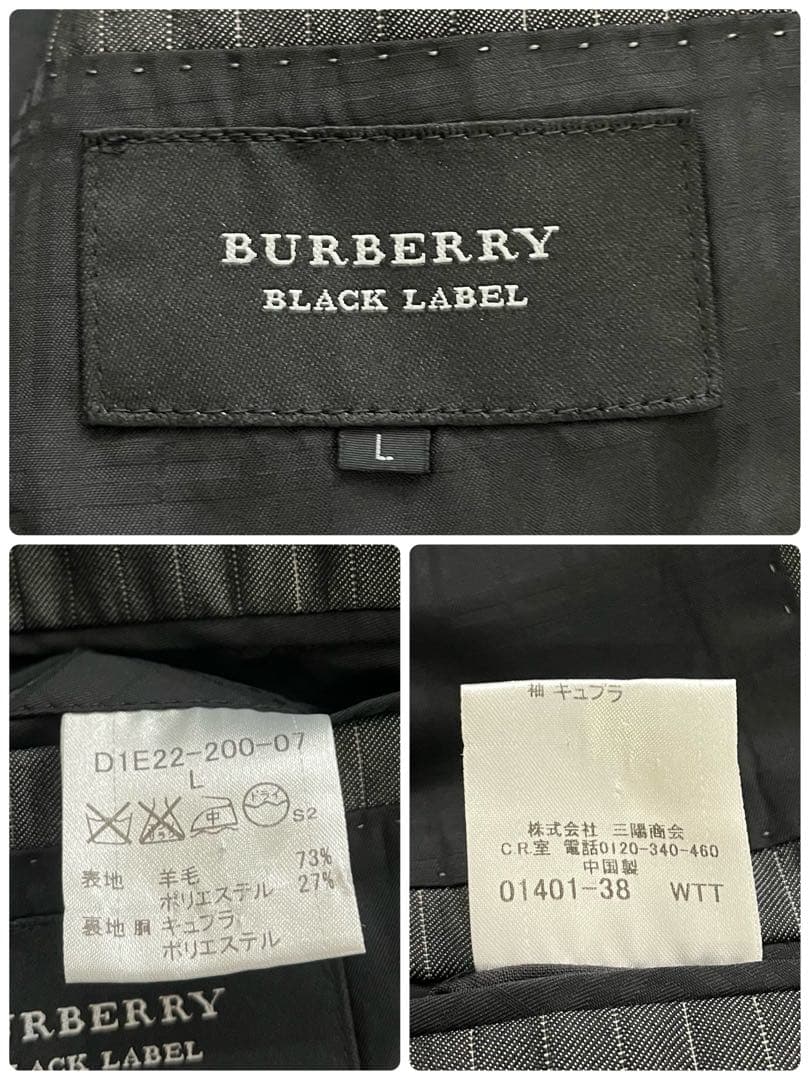 BURBERRY
BLACK LABEL
L
D1E22-200-07
L
中
ドライ
S2
表地 羊毛 73%
ポリエステル 27%
裏地 胴 キュプラ
ポリエステル
URBERRY
LACK LABEL
袖 キュプラ
株式会社 三陽商会
C.R.室 電話0120-340-460
中国製
01401-38 WTT